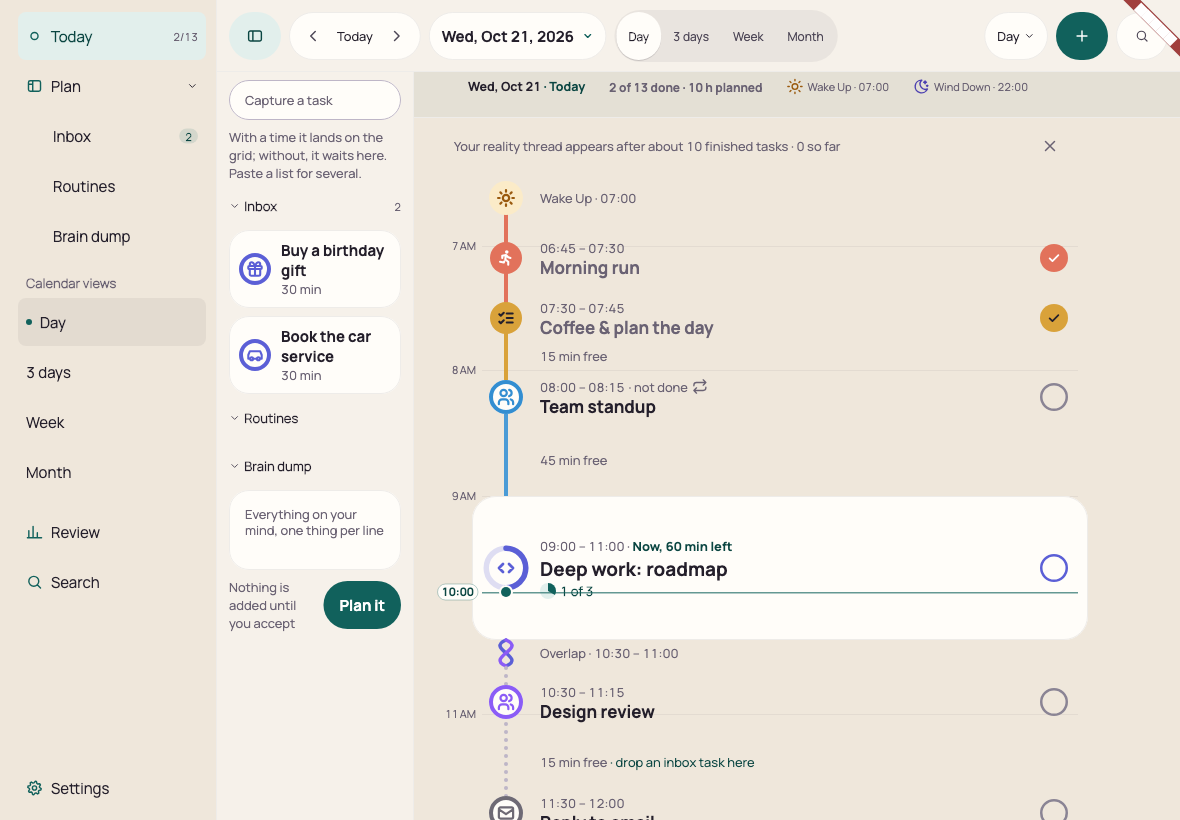 Today 2/13
Plan
Inbox 2
Routines
Brain dump
Calendar views
Day
3 days
Week
Month
Review
Search
Settings
Today
Wed, Oct 21, 2026
Day 3 days Week Month
Day
Capture a task
With a time it lands on the
grid; without, it waits here.
Paste a list for several.
Inbox 2
Buy a birthday
gift
30 min
Book the car
service
30 min
Routines
Brain dump
Everything on your
mind, one thing per line
Nothing is
added until
you accept
Plan it
Wed, Oct 21 · Today 2 of 13 done · 10 h planned Wake Up · 07:00 Wind Down · 22:00
Your reality thread appears after about 10 finished tasks · 0 so far
Wake Up · 07:00
7 AM
06:45 – 07:30
Morning run
07:30 – 07:45
Coffee & plan the day
15 min free
8 AM
08:00 – 08:15 · not done
Team standup
45 min free
9 AM
09:00 – 11:00 · Now, 60 min left
Deep work: roadmap
10:00
1 of 3
Overlap · 10:30 – 11:00
10:30 – 11:15
Design review
11 AM
15 min free · drop an inbox task here
11:30 – 12:00
Reply to email